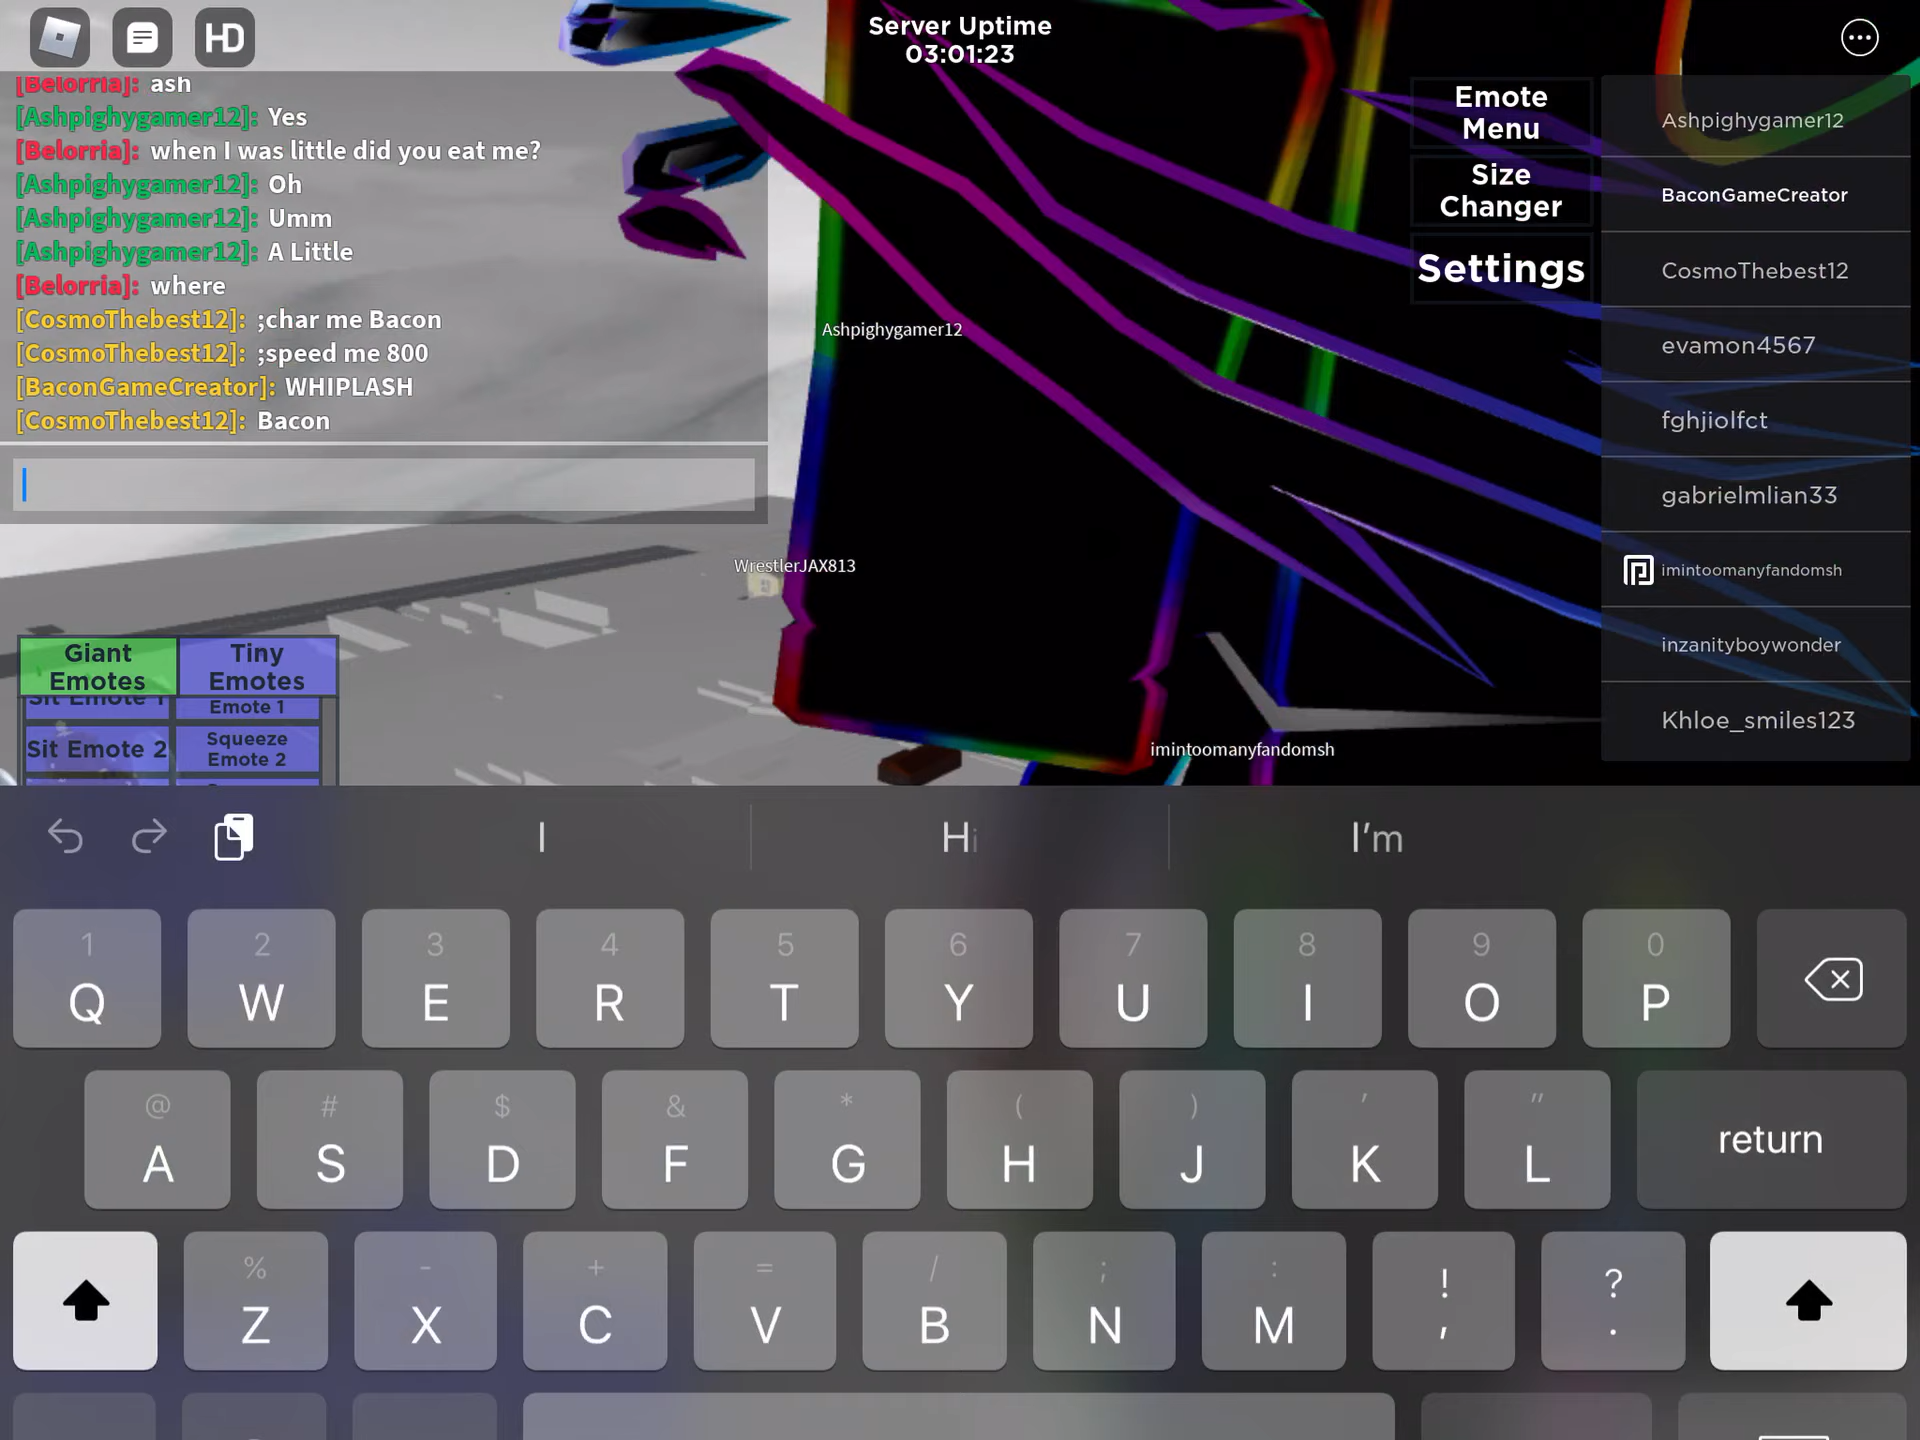 HD
Server Uptime
03:01:23
[Belorria]: ash
[Ashpighygamer12]: Yes
[Belorria]: when I was little did you eat me?
[Ashpighygamer12]: Oh
[Ashpighygamer12]: Umm
[Ashpighygamer12]: A Little
[Belorria]: where
[CosmoThebest12]: ;char me Bacon
[CosmoThebest12]: ;speed me 800
[BaconGameCreator]: WHIPLASH
[CosmoThebest12]: Bacon
Emote
Menu
Size
Changer
Settings
Ashpighygamer12
BaconGameCreator
CosmoThebest12
evamon4567
fghjiolfct
gabrielmlian33
imintoomanyfandomsh
inzanityboywonder
Khloe_smiles123
Ashpighygamer12
WrestlerJAX813
imintoomanyfandomsh
Giant
Emotes
Tiny
Emotes
Sit Emote 1
Emote 1
Sit Emote 2
Squeeze
Emote 2
I Hi I’m
1 2 3 4 5 6 7 8 9 0
Q W E R T Y U I O P
@ # $ & * ( ) ' "
A S D F G H J K L return
% - + = / ; : ! ?
Z X C V B N M , .